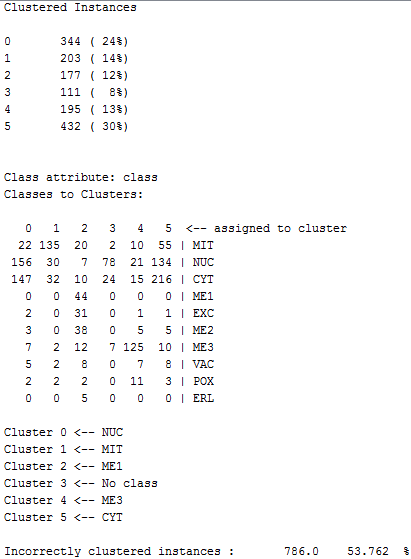 Clustered Instances
0 344 ( 24%)
1 203 ( 14%)
2 177 ( 12%)
3 111 ( 8%)
4 195 ( 13%)
5 432 ( 30%)
Class attribute: class
Classes to Clusters:
0 1 2 3 4 5 <-- assigned to cluster
22 135 20 2 10 55 | MIT
156 30 7 78 21 134 | NUC
147 32 10 24 15 216 | CYT
0 0 44 0 0 0 | ME1
2 0 31 0 1 1 | EXC
3 0 38 0 5 5 | ME2
7 2 12 7 125 10 | ME3
5 2 8 0 7 8 | VAC
2 2 2 0 11 3 | POX
0 0 5 0 0 0 | ERL
Cluster 0 <-- NUC
Cluster 1 <-- MIT
Cluster 2 <-- ME1
Cluster 3 <-- No class
Cluster 4 <-- ME3
Cluster 5 <-- CYT
Incorrectly clustered instances : 786.0 53.762 %